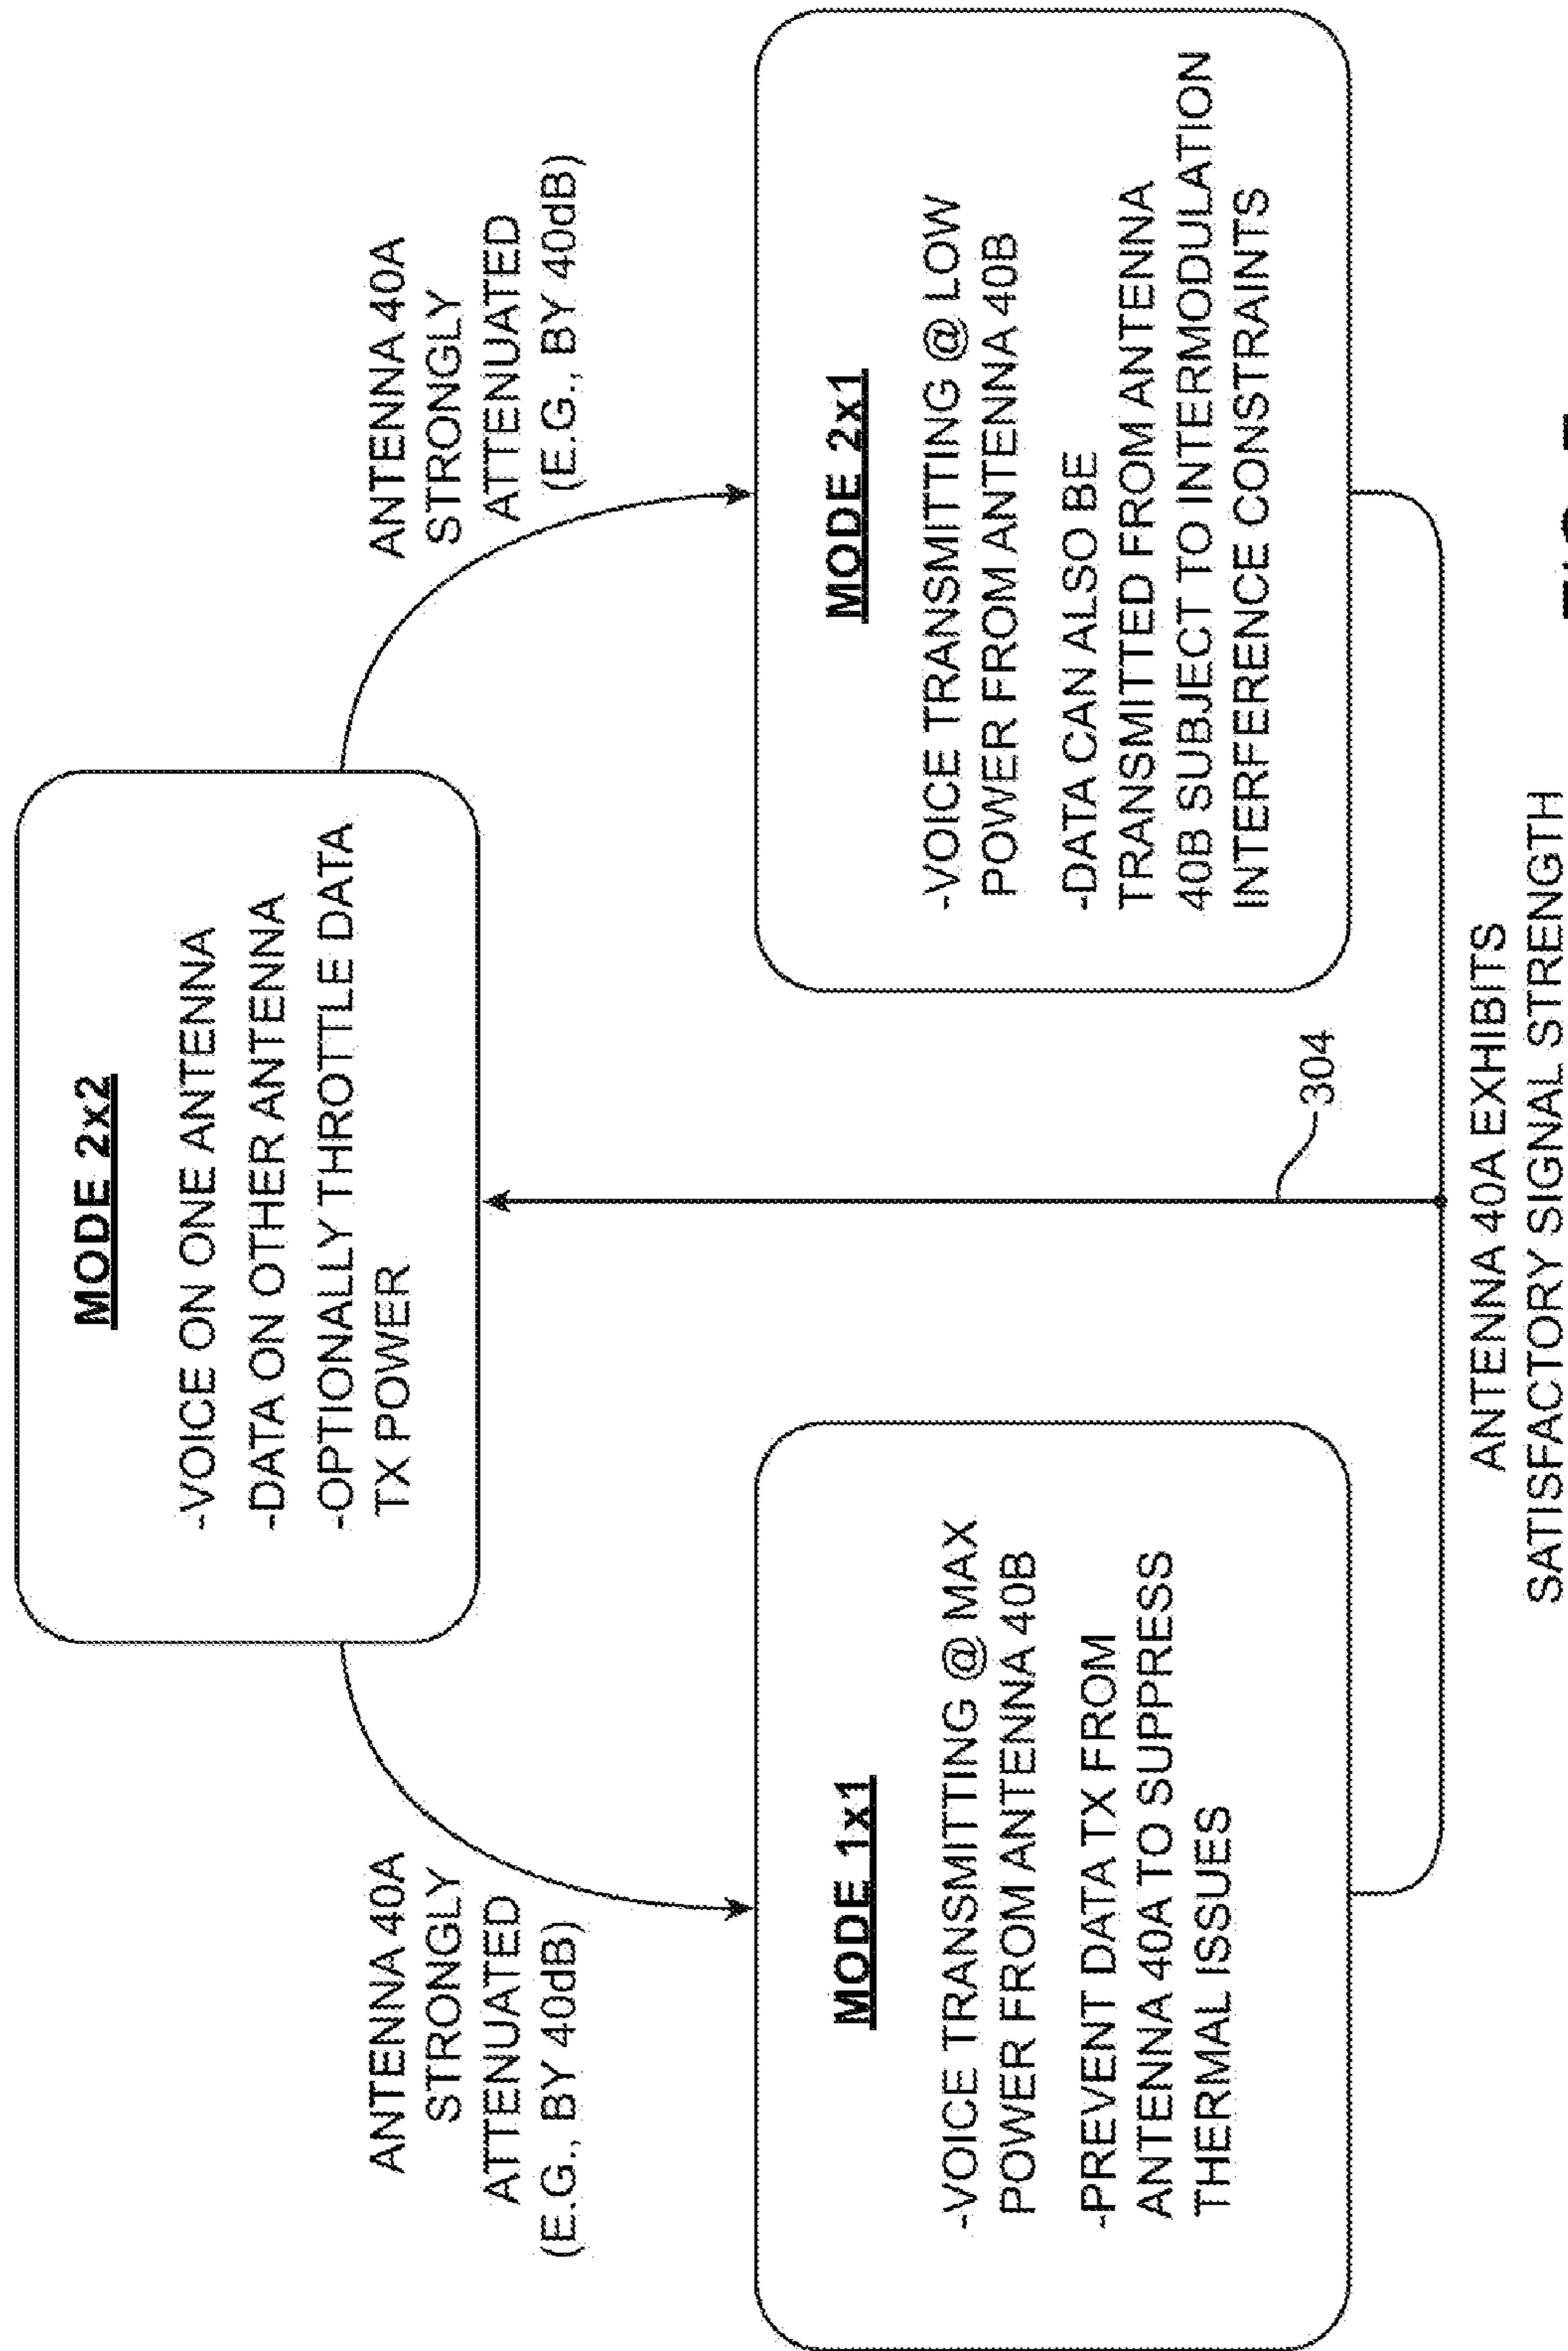 MODE 2x2
-VOICE ON ONE ANTENNA
-DATA ON OTHER ANTENNA
-OPTIONALLY THROTTLE DATA
TX POWER
ANTENNA 40A
STRONGLY
ATTENUATED
(E.G., BY 40dB)
ANTENNA 40A
STRONGLY
ATTENUATED
(E.G., BY 40dB)
MODE 1x1
-VOICE TRANSMITTING @ MAX
POWER FROM ANTENNA 40B
-PREVENT DATA TX FROM
ANTENNA 40A TO SUPPRESS
THERMAL ISSUES
MODE 2x1
-VOICE TRANSMITTING @ LOW
POWER FROM ANTENNA 40B
-DATA CAN ALSO BE
TRANSMITTED FROM ANTENNA
40B SUBJECT TO INTERMODULATION
INTERFERENCE CONSTRAINTS
304
ANTENNA 40A EXHIBITS
SATISFACTORY SIGNAL STRENGTH